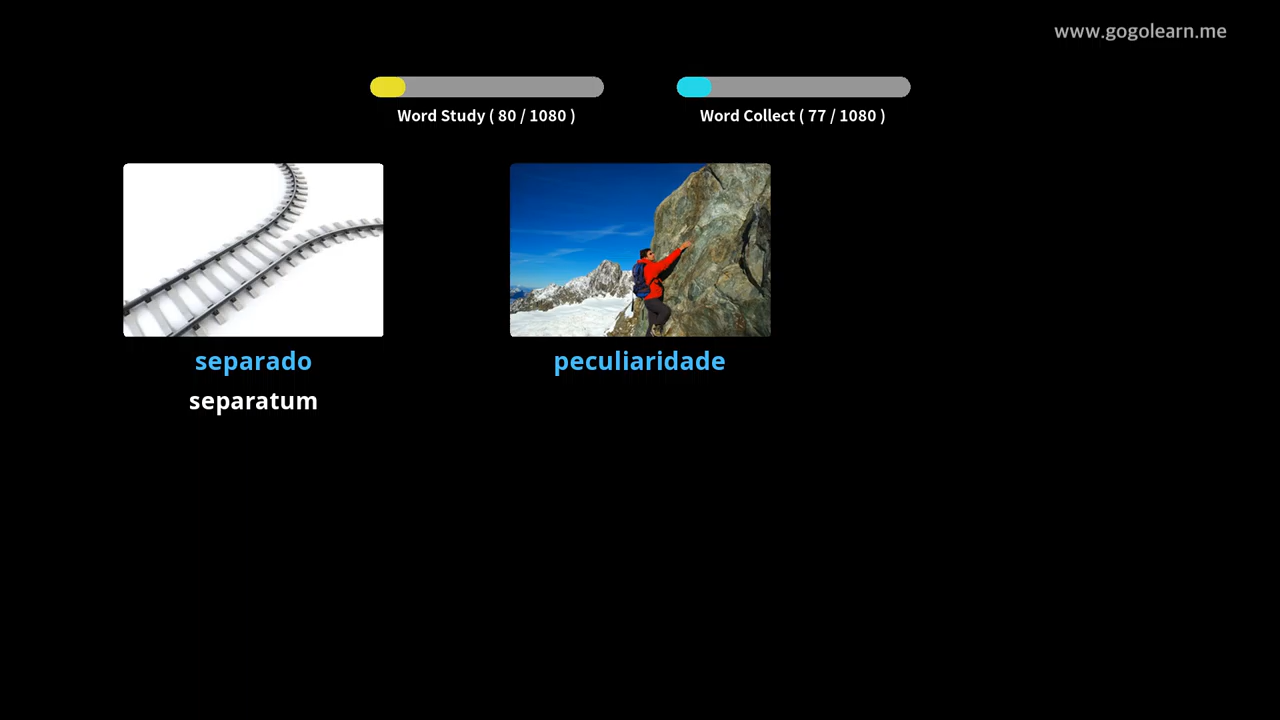 www.gogolearn.me
Word Study ( 80 / 1080 )
Word Collect ( 77 / 1080 )
separado
separatum
peculiaridade